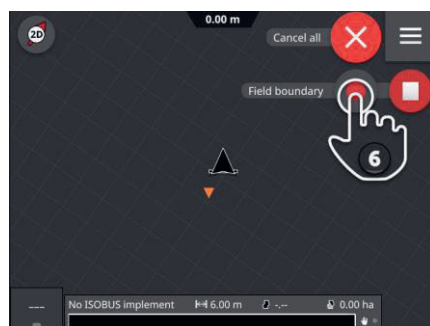 0.00 m
2D
Cancel all
Field boundary
6
---
No ISOBUS implement 6.00 m -.-- 0.00 ha